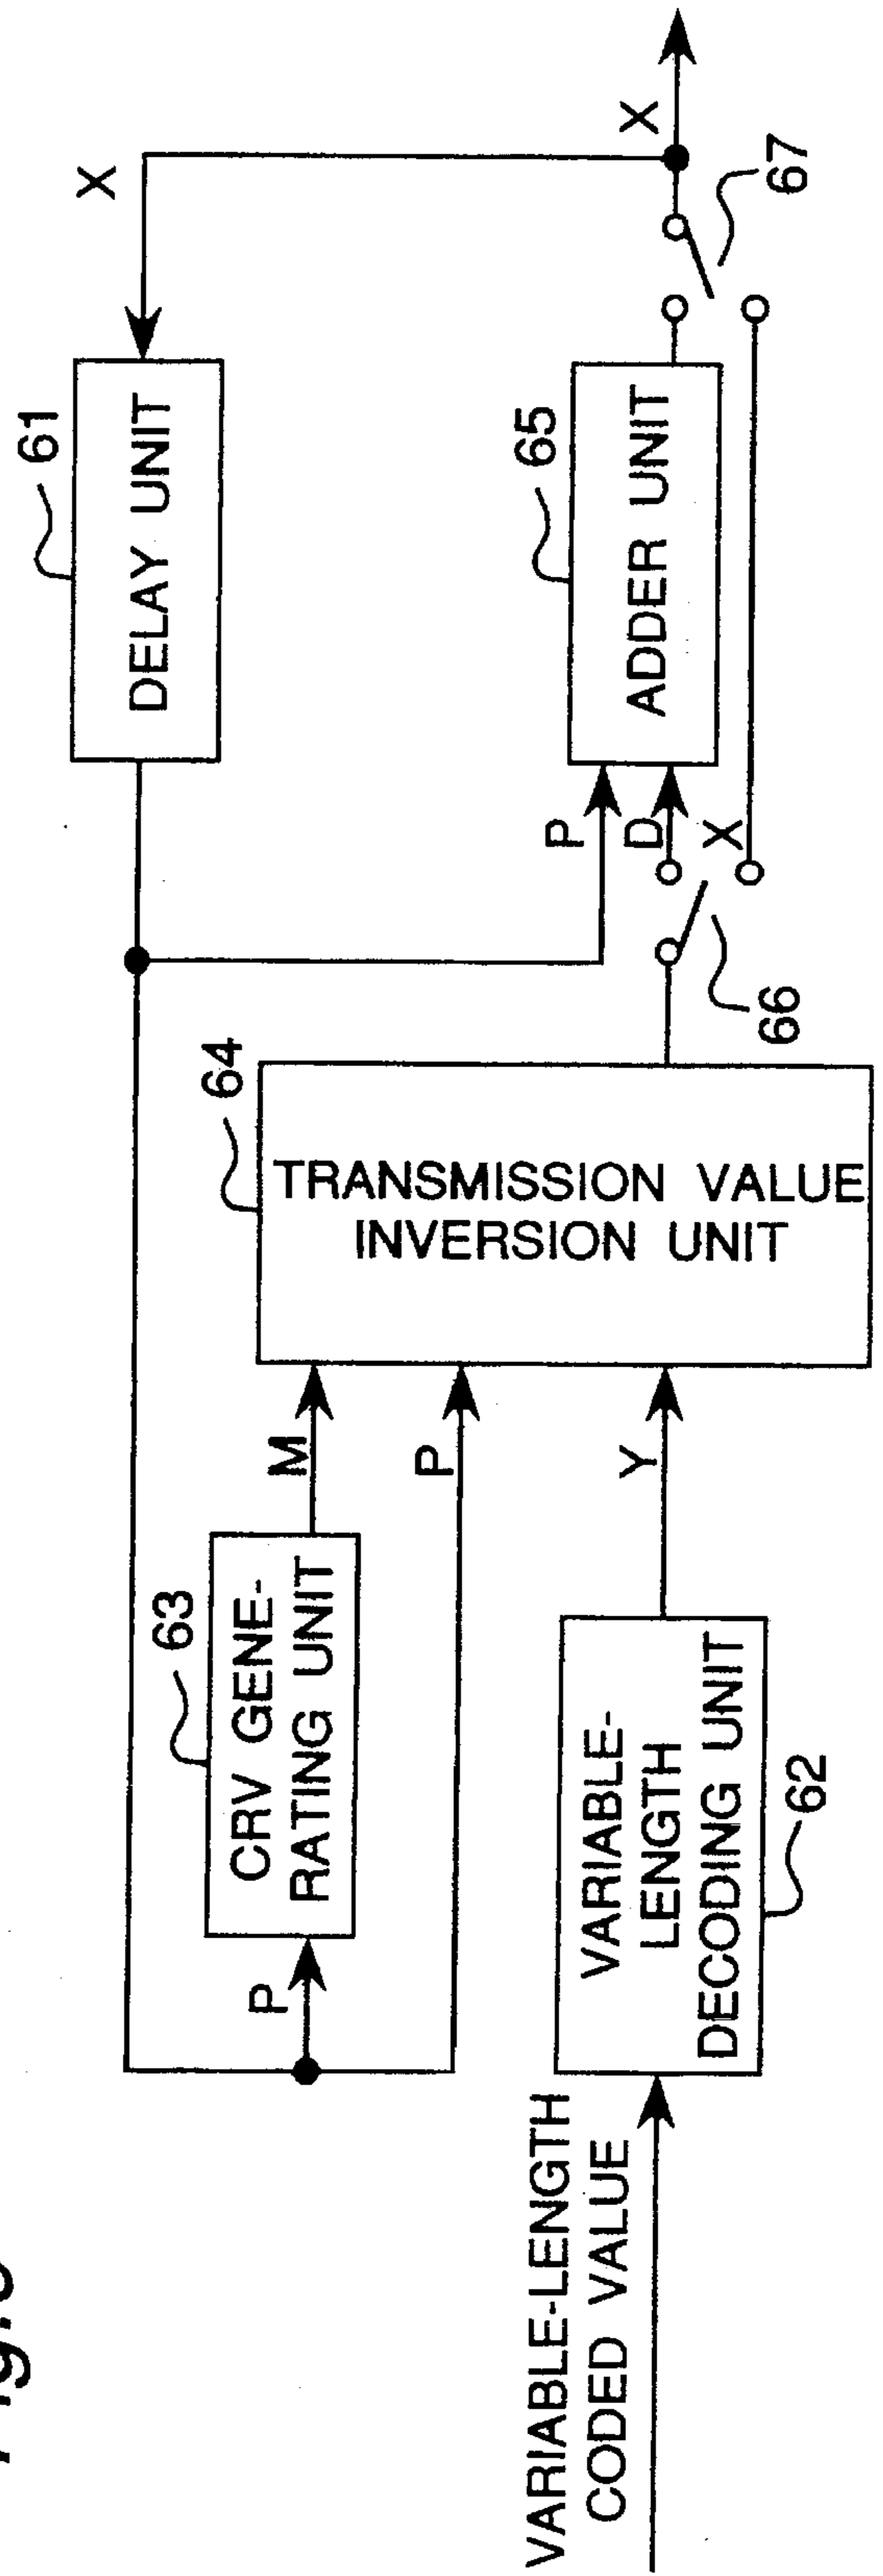 X
61
DELAY UNIT
X
67
65
ADDER UNIT
P
D
X
66
64
TRANSMISSION VALUE
INVERSION UNIT
M
P
Y
63
CRV GENE-
RATING UNIT
P
VARIABLE-
LENGTH
DECODING UNIT
62
VARIABLE-LENGTH
CODED VALUE